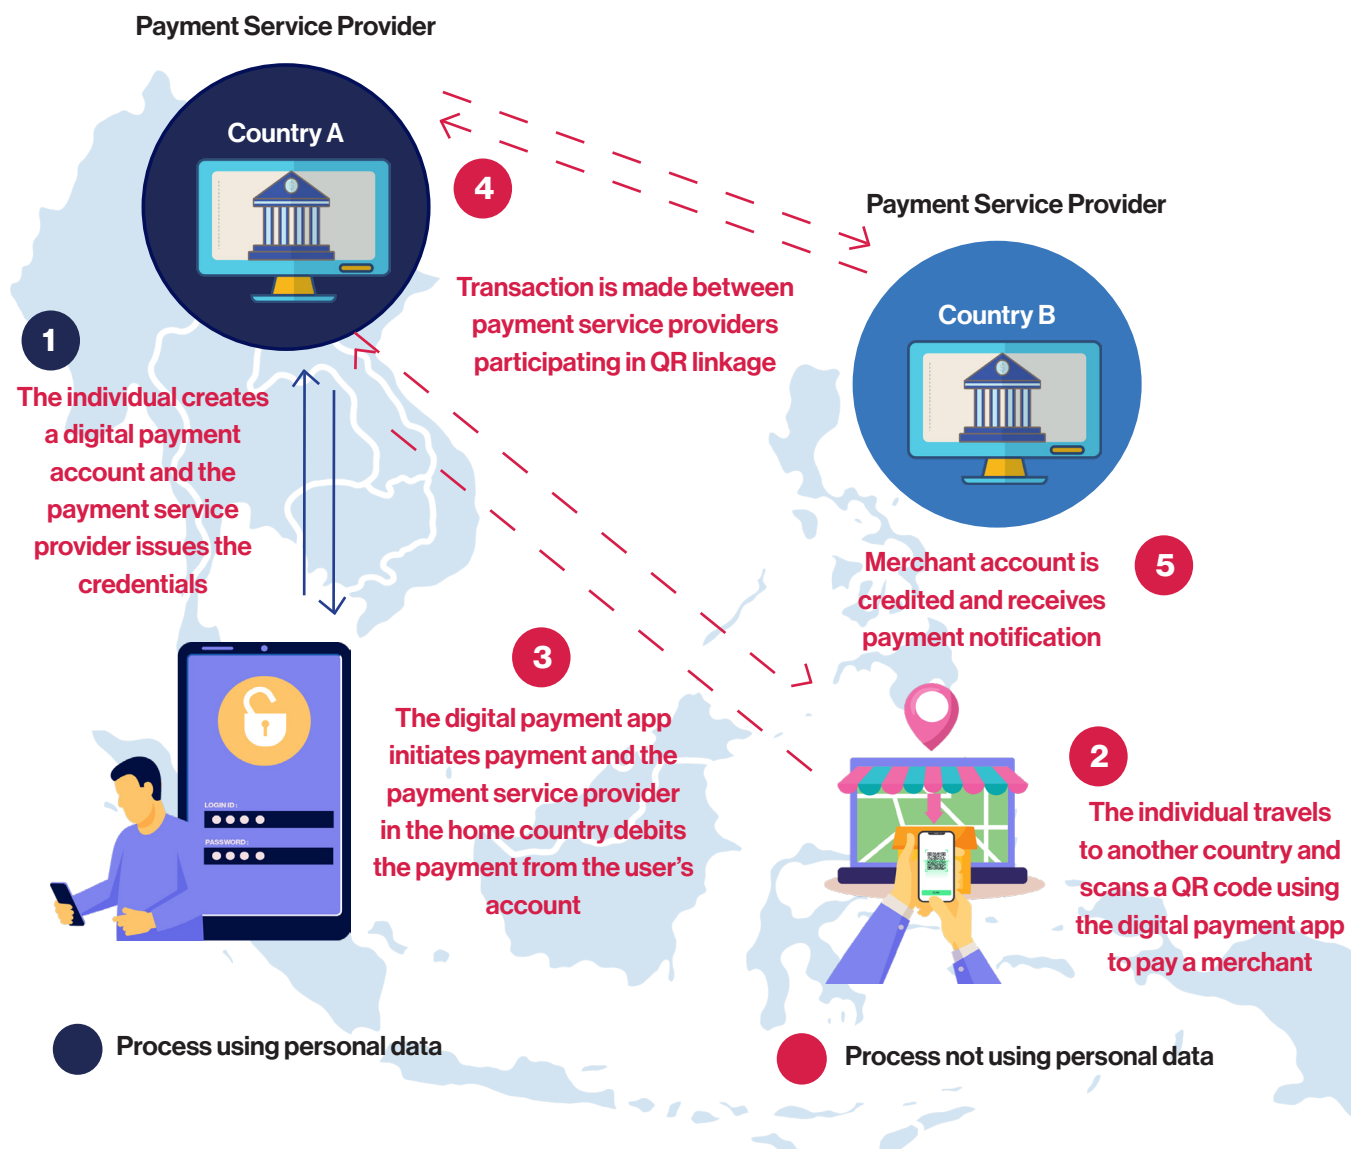 Payment Service Provider
Country A
4
Payment Service Provider
Transaction is made between
payment service providers
participating in QR linkage
Country B
1
The individual creates
a digital payment
account and the
payment service
provider issues the
credentials
5
Merchant account is
credited and receives
payment notification
3
The digital payment app
initiates payment and the
payment service provider
in the home country debits
the payment from the user's
account
LOGIN ID :
PASSWORD :
2
The individual travels
to another country and
scans a QR code using
the digital payment app
to pay a merchant
Process using personal data
Process not using personal data